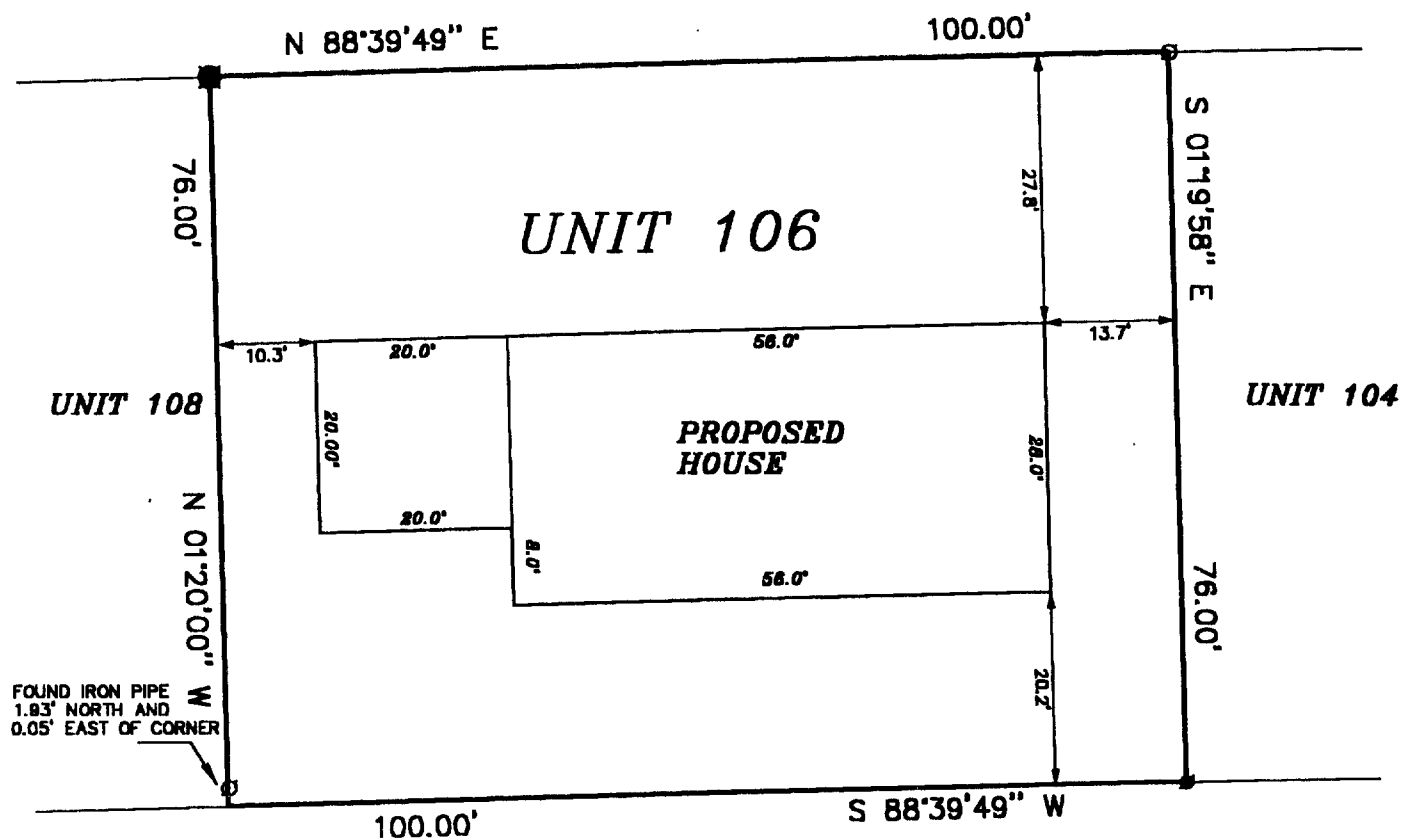 N 88°39'49" E
100.00'
76.00'
S 01°19'58" E
27.8'
UNIT 106
10.3'
20.0'
56.0'
13.7'
UNIT 108
UNIT 104
20.00'
PROPOSED
HOUSE
28.0'
20.0'
8.0'
56.0'
N 01°20'00" W
76.00'
20.2'
FOUND IRON PIPE
1.93' NORTH AND
0.05' EAST OF CORNER
S 88°39'49" W
100.00'